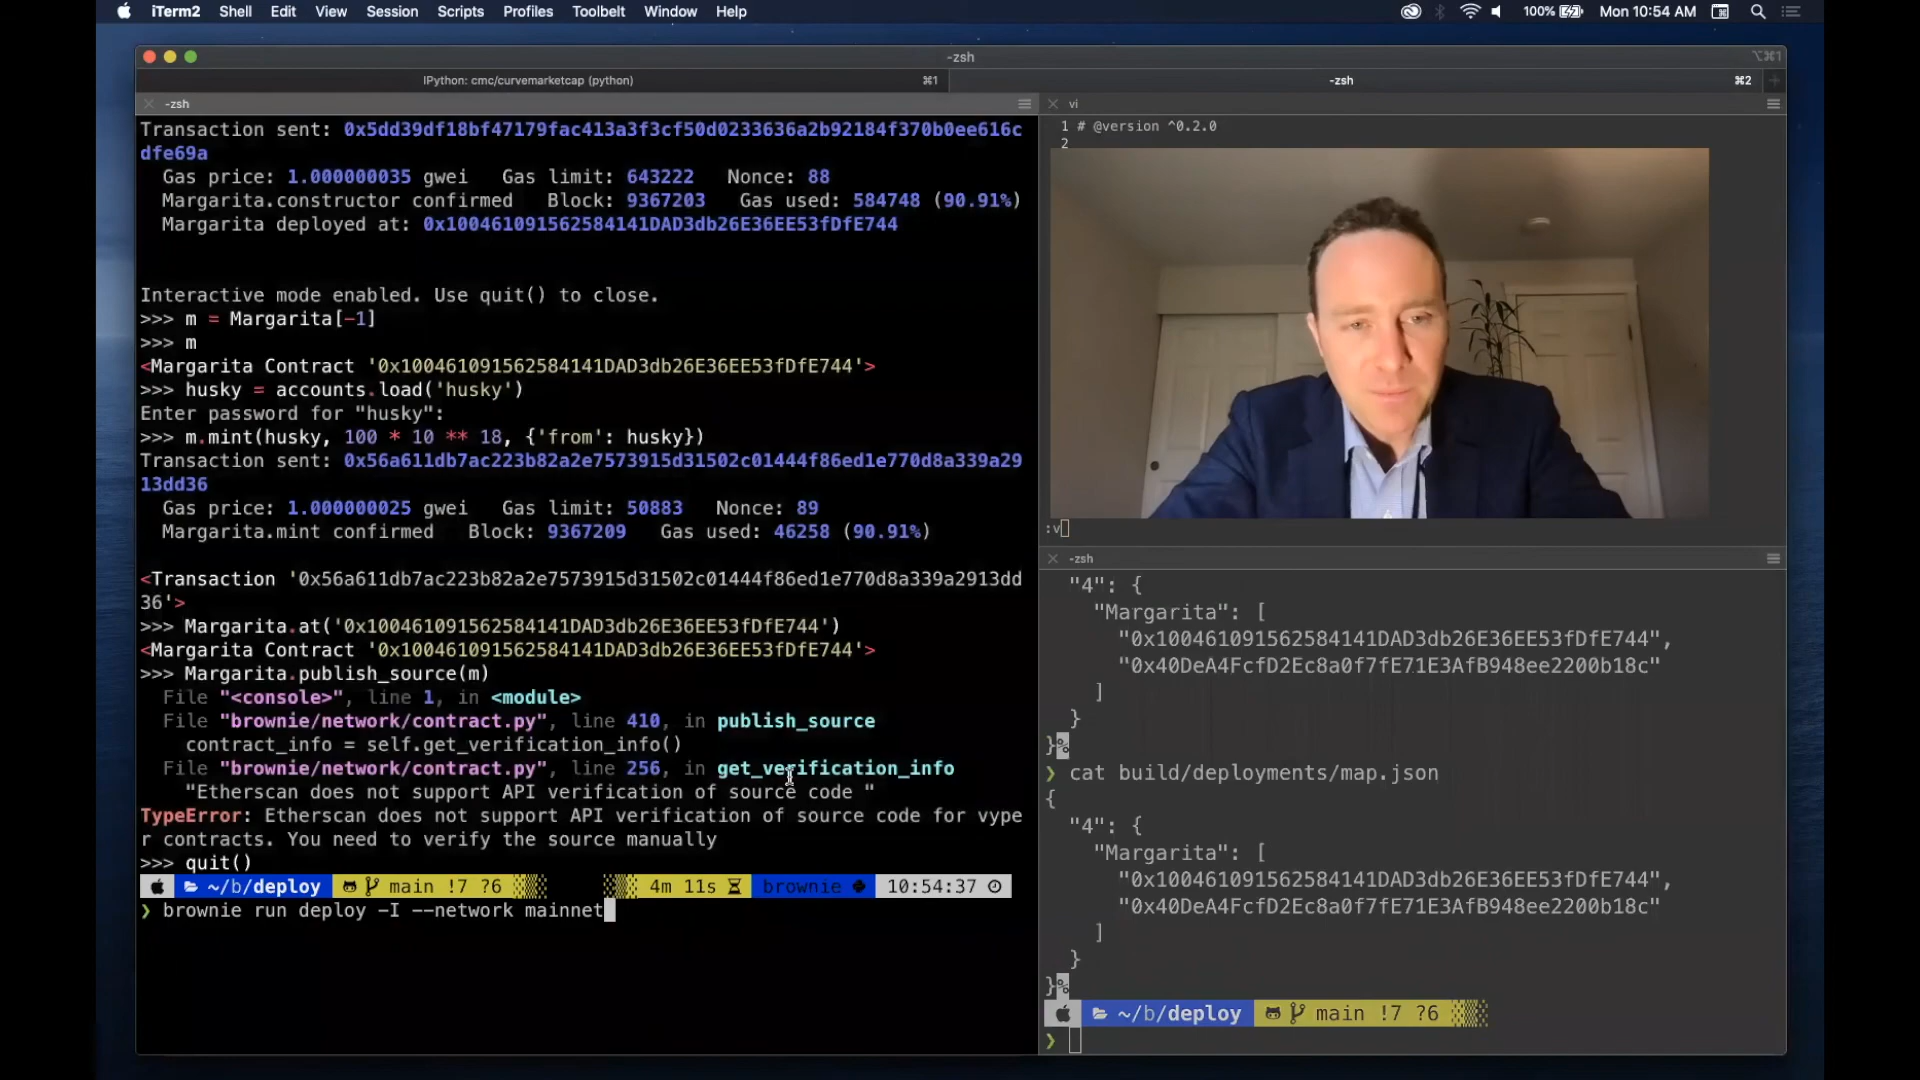 iTerm2 Shell Edit View Window Session Scripts Profiles Toolbelt Window Help 100% Mon 10:54 AM
-zsh ⌥⌘1
IPython: cmc/curvemarketcap (python) ⌘1 -zsh ⌘2
-zsh
Transaction sent: 0x5dd39df18bf47179fac413a3f3cf50d0233636a2b92184f370b0ee616c
dfe69a
Gas price: 1.000000035 gwei Gas limit: 643222 Nonce: 88
Margarita.constructor confirmed Block: 9367203 Gas used: 584748 (90.91%)
Margarita deployed at: 0x100461091562584141DAD3db26E36EE53fDfE744
Interactive mode enabled. Use quit() to close.
>>> m = Margarita[-1]
>>> m
<Margarita Contract '0x100461091562584141DAD3db26E36EE53fDfE744'>
>>> husky = accounts.load('husky')
Enter password for "husky":
>>> m.mint(husky, 100 * 10 ** 18, {'from': husky})
Transaction sent: 0x56a611db7ac223b82a2e7573915d31502c01444f86ed1e770d8a339a29
13dd36
Gas price: 1.000000025 gwei Gas limit: 50883 Nonce: 89
Margarita.mint confirmed Block: 9367209 Gas used: 46258 (90.91%)
<Transaction '0x56a611db7ac223b82a2e7573915d31502c01444f86ed1e770d8a339a2913dd
36'>
>>> Margarita.at('0x100461091562584141DAD3db26E36EE53fDfE744')
<Margarita Contract '0x100461091562584141DAD3db26E36EE53fDfE744'>
>>> Margarita.publish_source(m)
File "<console>", line 1, in <module>
File "brownie/network/contract.py", line 410, in publish_source
contract_info = self.get_verification_info()
File "brownie/network/contract.py", line 256, in get_verification_info
"Etherscan does not support API verification of source code "
TypeError: Etherscan does not support API verification of source code for vype
r contracts. You need to verify the source manually
>>> quit()
~/b/deploy main !7 ?6 4m 11s brownie 10:54:37
❯ brownie run deploy -I --network mainnet
vi
1 # @version ^0.2.0
2
:v
-zsh
"4": {
"Margarita": [
"0x100461091562584141DAD3db26E36EE53fDfE744",
"0x40DeA4FcfD2Ec8a0f7fE71E3AfB948ee2200b18c"
]
}
}%
❯ cat build/deployments/map.json
{
"4": {
"Margarita": [
"0x100461091562584141DAD3db26E36EE53fDfE744",
"0x40DeA4FcfD2Ec8a0f7fE71E3AfB948ee2200b18c"
]
}
}%
~/b/deploy main !7 ?6
❯